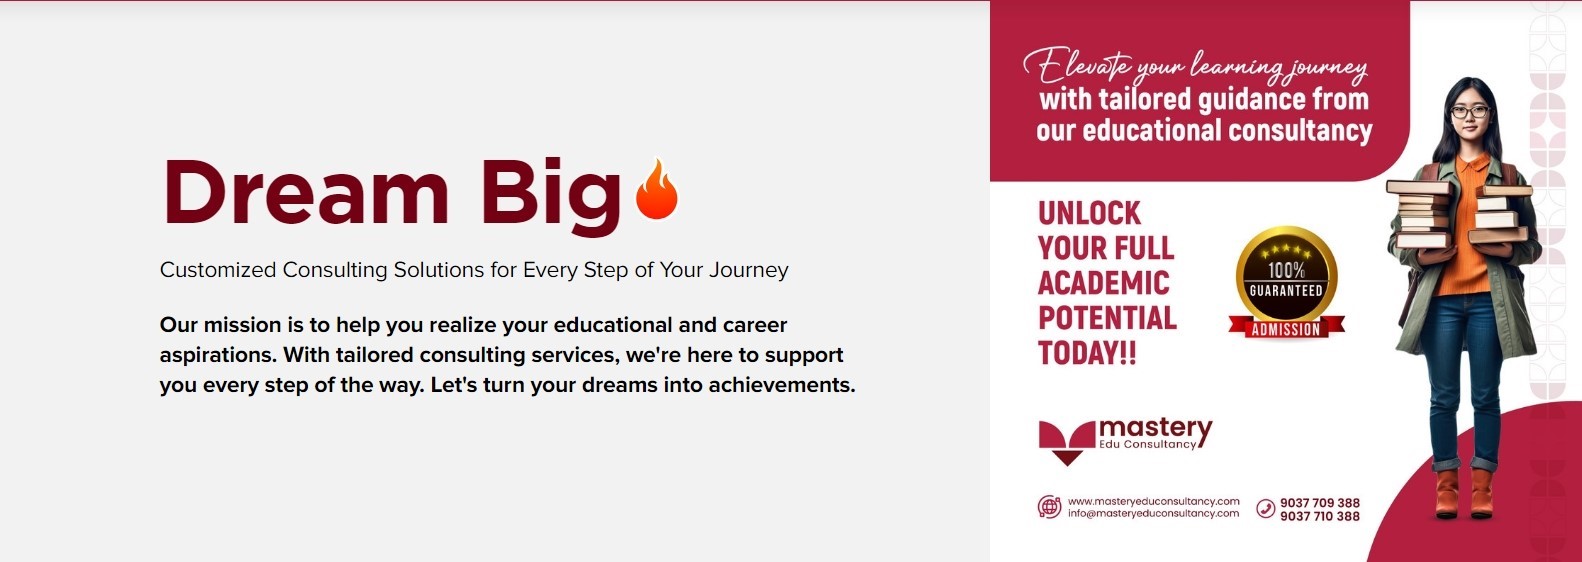 Dream Big
Customized Consulting Solutions for Every Step of Your Journey
Our mission is to help you realize your educational and career
aspirations. With tailored consulting services, we're here to support
you every step of the way. Let's turn your dreams into achievements.
Elevate your learning journey
with tailored guidance from
our educational consultancy
UNLOCK
YOUR FULL
ACADEMIC
POTENTIAL
TODAY!!
100%
GUARANTEED
ADMISSION
mastery
Edu Consultancy
www.masteryeduconsultancy.com
info@masteryeduconsultancy.com
9037 709 388
9037 710 388